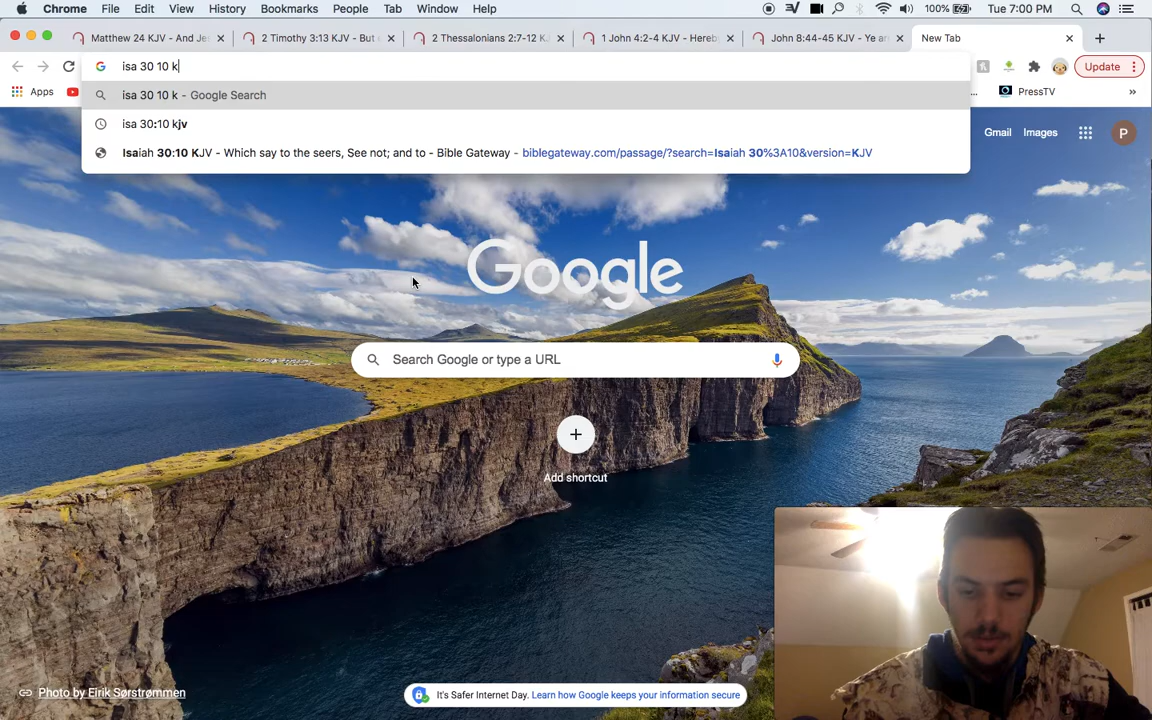 Chrome File Edit View History Bookmarks People Tab Window Help 100% Tue 7:00 PM
Matthew 24 KJV - And Je 2 Timothy 3:13 KJV - But 2 Thessalonians 2:7-12 KJ 1 John 4:2-4 KJV - Hereby John 8:44-45 KJV - Ye an New Tab
isa 30 10 k Update
isa 30 10 k - Google Search
Apps PressTV »
isa 30:10 kjv
Isaiah 30:10 KJV - Which say to the seers, See not; and to - Bible Gateway - biblegateway.com/passage/?search=Isaiah 30%3A10&version=KJV
Gmail Images P
Google
Search Google or type a URL
Add shortcut
Photo by Eirik Sørstrømmen
It's Safer Internet Day. Learn how Google keeps your information secure